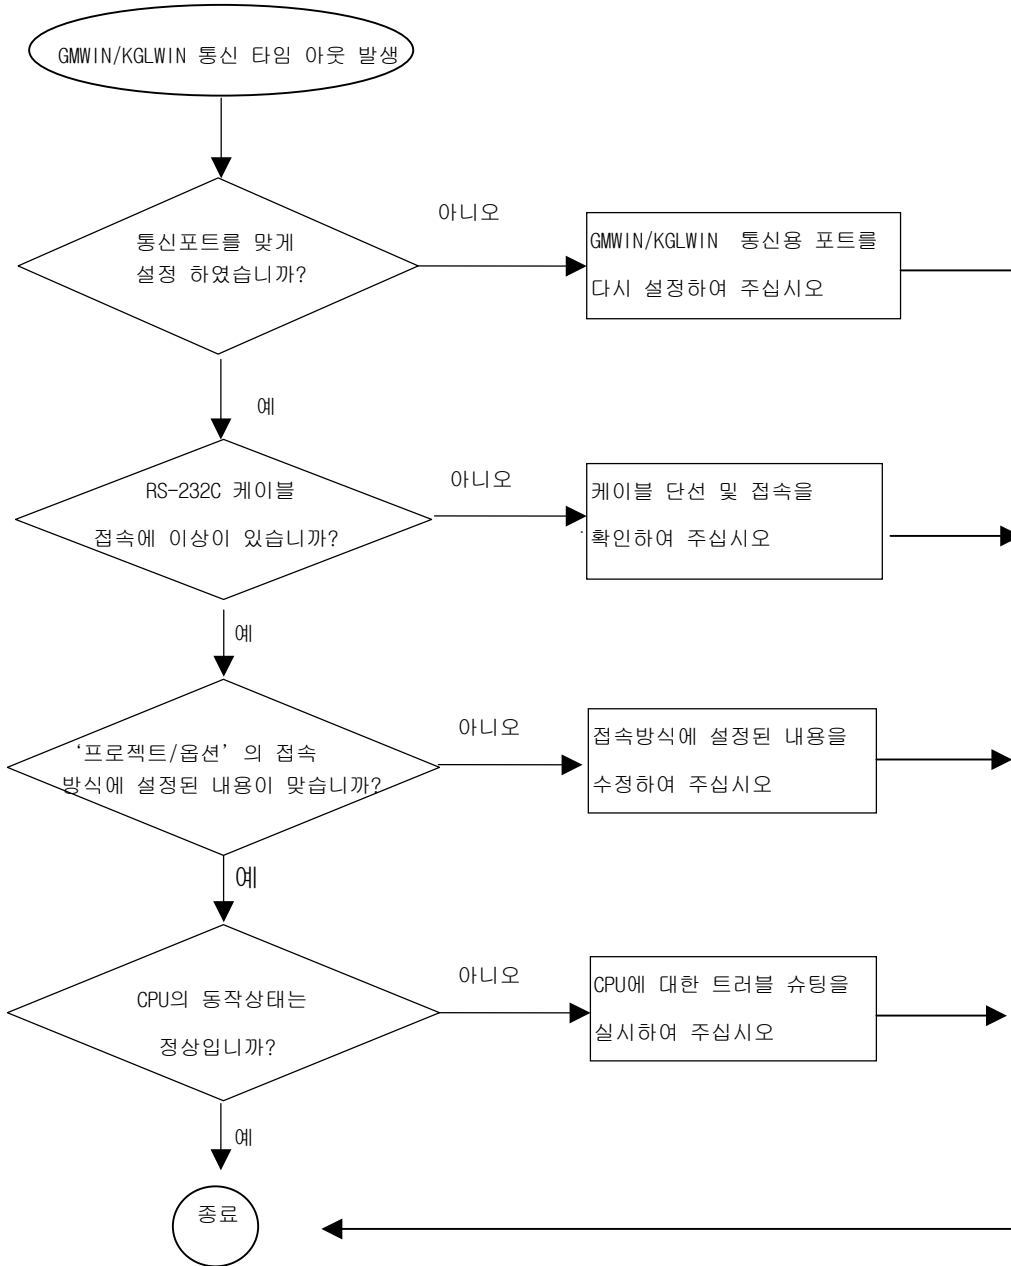 GMWIN/KGLWIN 통신 타임 아웃 발생
통신포트를 맞게
설정 하였습니까?
아니오
GMWIN/KGLWIN 통신용 포트를
다시 설정하여 주십시오
예
RS-232C 케이블
접속에 이상이 있습니까?
아니오
케이블 단선 및 접속을
확인하여 주십시오
예
‘프로젝트/옵션’의 접속
방식에 설정된 내용이 맞습니까?
아니오
접속방식에 설정된 내용을
수정하여 주십시오
예
CPU의 동작상태는
정상입니까?
아니오
CPU에 대한 트러블 슈팅을
실시하여 주십시오
예
종료